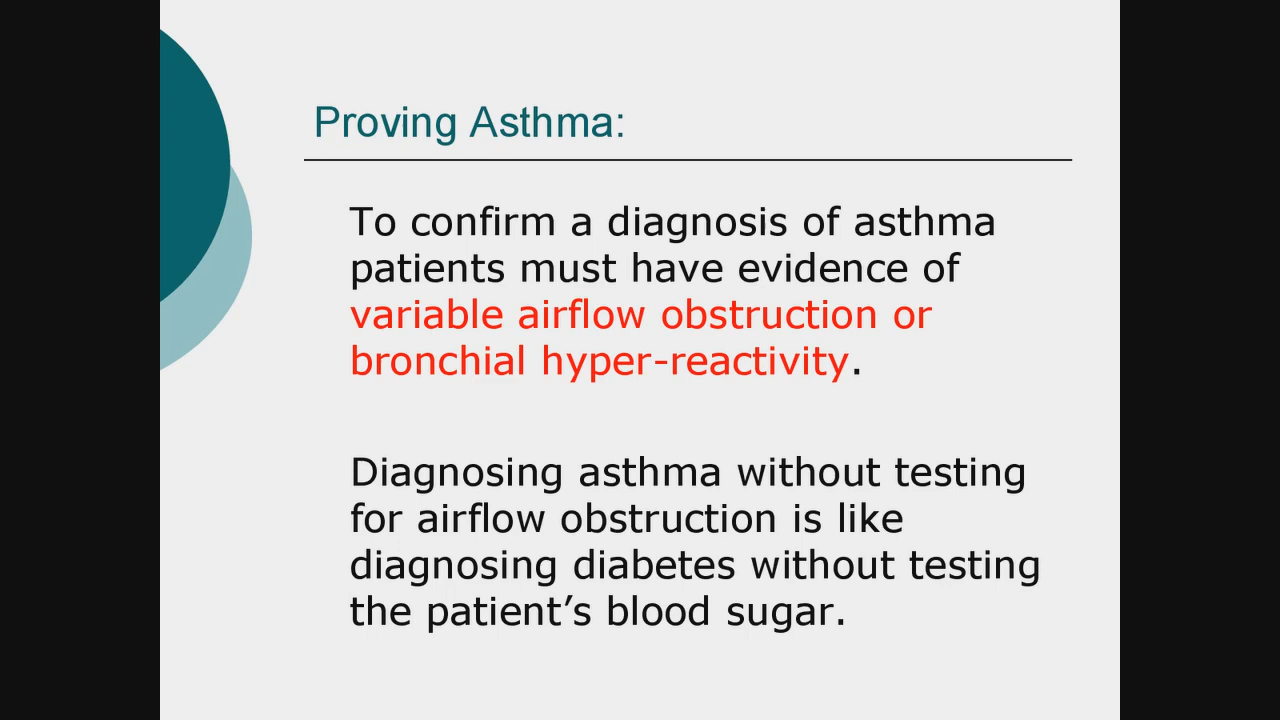 Proving Asthma:
To confirm a diagnosis of asthma
patients must have evidence of
variable airflow obstruction or
bronchial hyper-reactivity.
Diagnosing asthma without testing
for airflow obstruction is like
diagnosing diabetes without testing
the patient’s blood sugar.